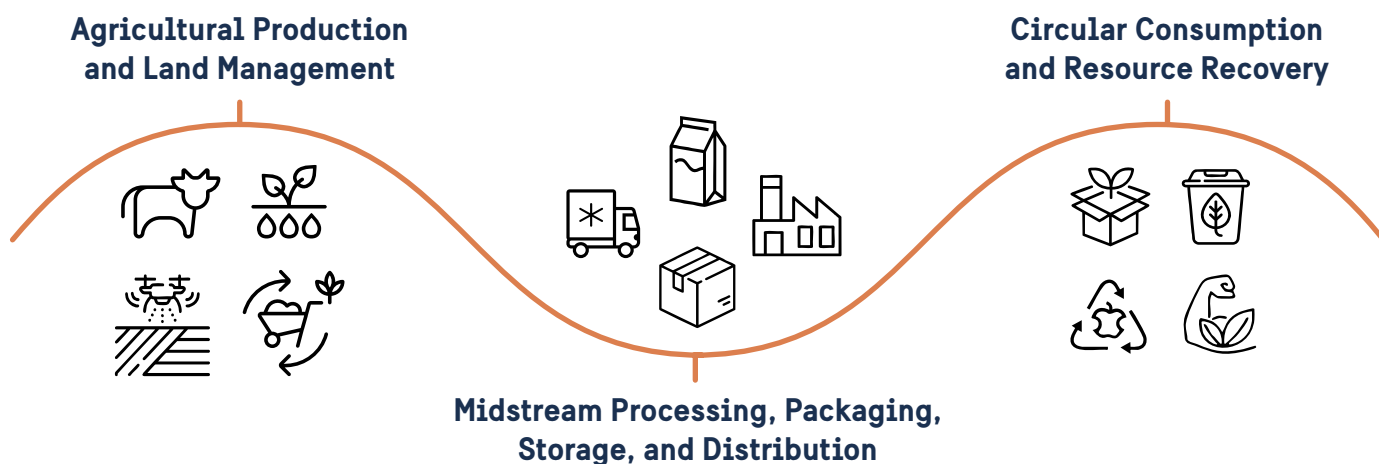 Agricultural Production
and Land Management
Circular Consumption
and Resource Recovery
Midstream Processing, Packaging,
Storage, and Distribution